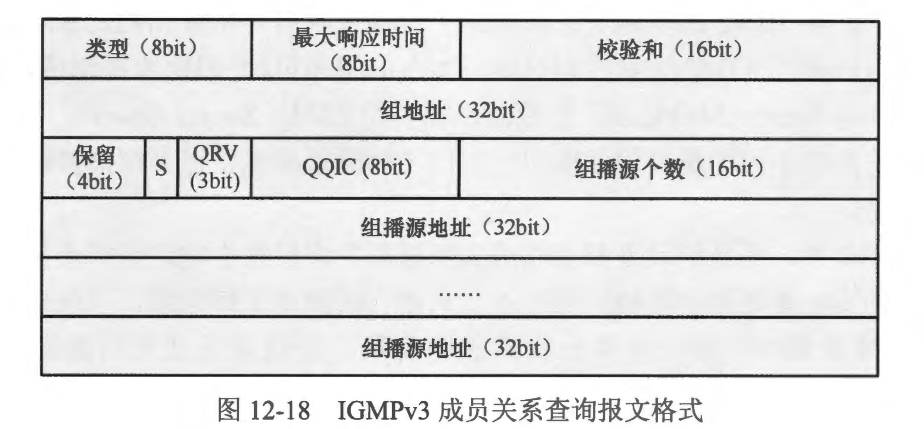 类型（8bit）
最大响应时间
（8bit）
校验和（16bit）
组地址（32bit）
保留
（4bit）
S
QRV
(3bit)
QQIC (8bit)
组播源个数（16bit）
组播源地址（32bit）
……
组播源地址（32bit）
图 12-18 IGMPv3 成员关系查询报文格式